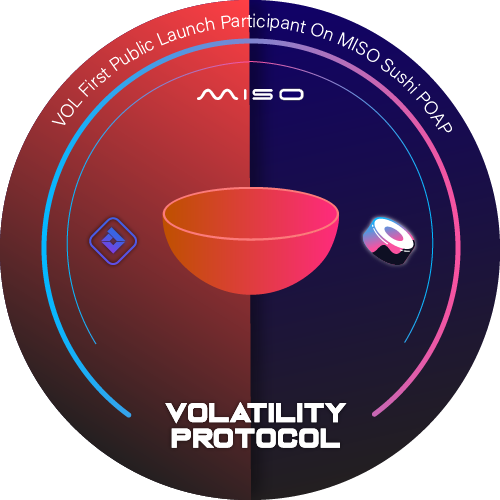 VOL First Public Launch Participant On MISO Sushi POAP
MISO
VOLATILITY
PROTOCOL